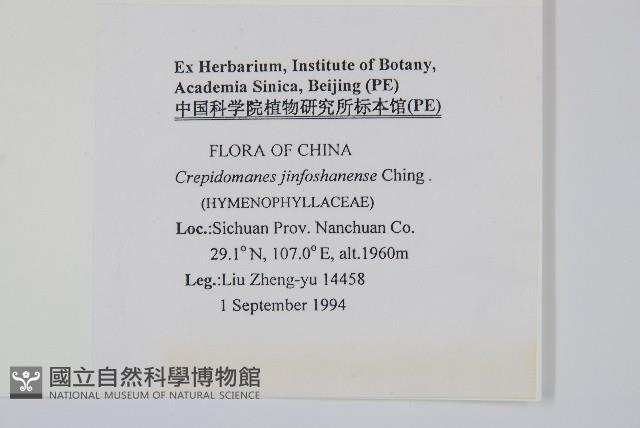 Ex Herbarium, Institute of Botany,
Academia Sinica, Beijing (PE)
中国科学院植物研究所标本馆(PE)
FLORA OF CHINA
Crepidomanes jinfoshanense Ching .
(HYMENOPHYLLACEAE)
Loc.:Sichuan Prov. Nanchuan Co.
29.1°N, 107.0°E, alt.1960m
Leg.:Liu Zheng-yu 14458
1 September 1994
國立自然科學博物館
NATIONAL MUSEUM OF NATURAL SCIENCE